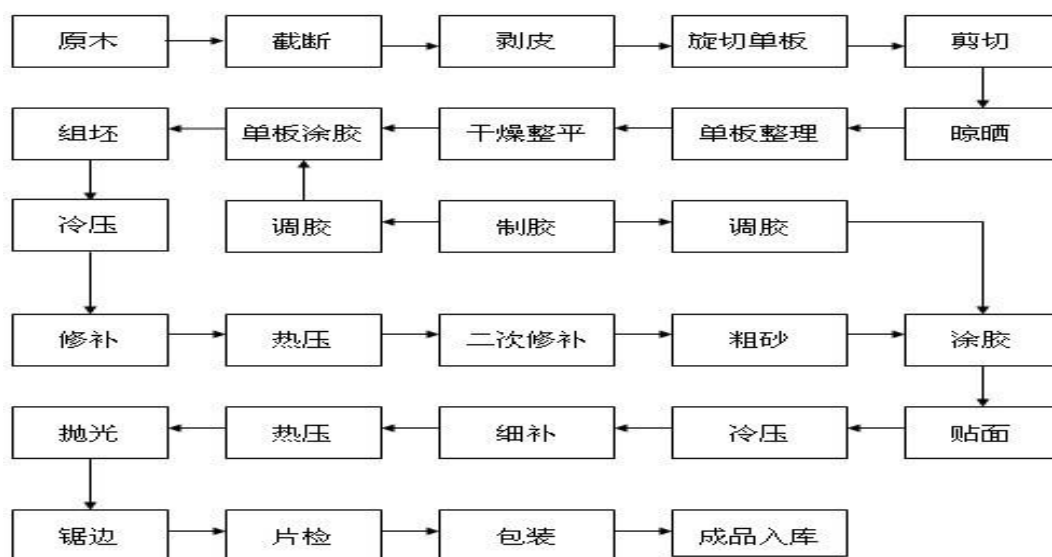 原木 截断 剥皮 旋切单板 剪切
组坯 单板涂胶 干燥整平 单板整理 晾晒
冷压 调胶 制胶 调胶
修补 热压 二次修补 粗砂 涂胶
抛光 热压 细补 冷压 贴面
锯边 片检 包装 成品入库